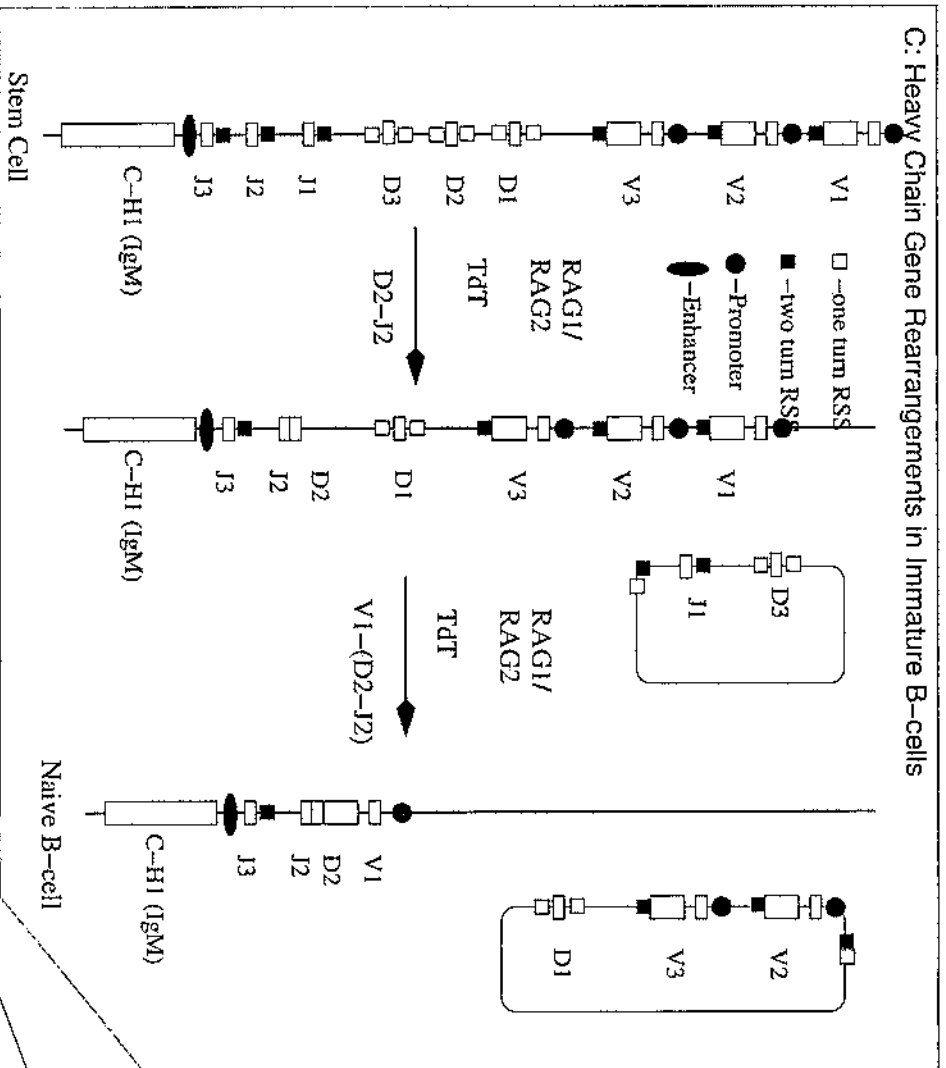 C: Heavy Chain Gene Rearrangements in Immature B-cells
-one turn RSS
-two turn RSS
-Promoter
-Enhancer
V1
V2
V3
D1
D2
D3
J1
J2
J3
C-H1 (IgM)
Stem Cell
RAG1/
RAG2
TdT
D2-J2
V1
V2
V3
D1
D2
J2
J3
C-H1 (IgM)
D3
J1
RAG1/
RAG2
TdT
V1-(D2-J2)
V1
D2
J2
J3
C-H1 (IgM)
Naive B-cell
V2
V3
D1